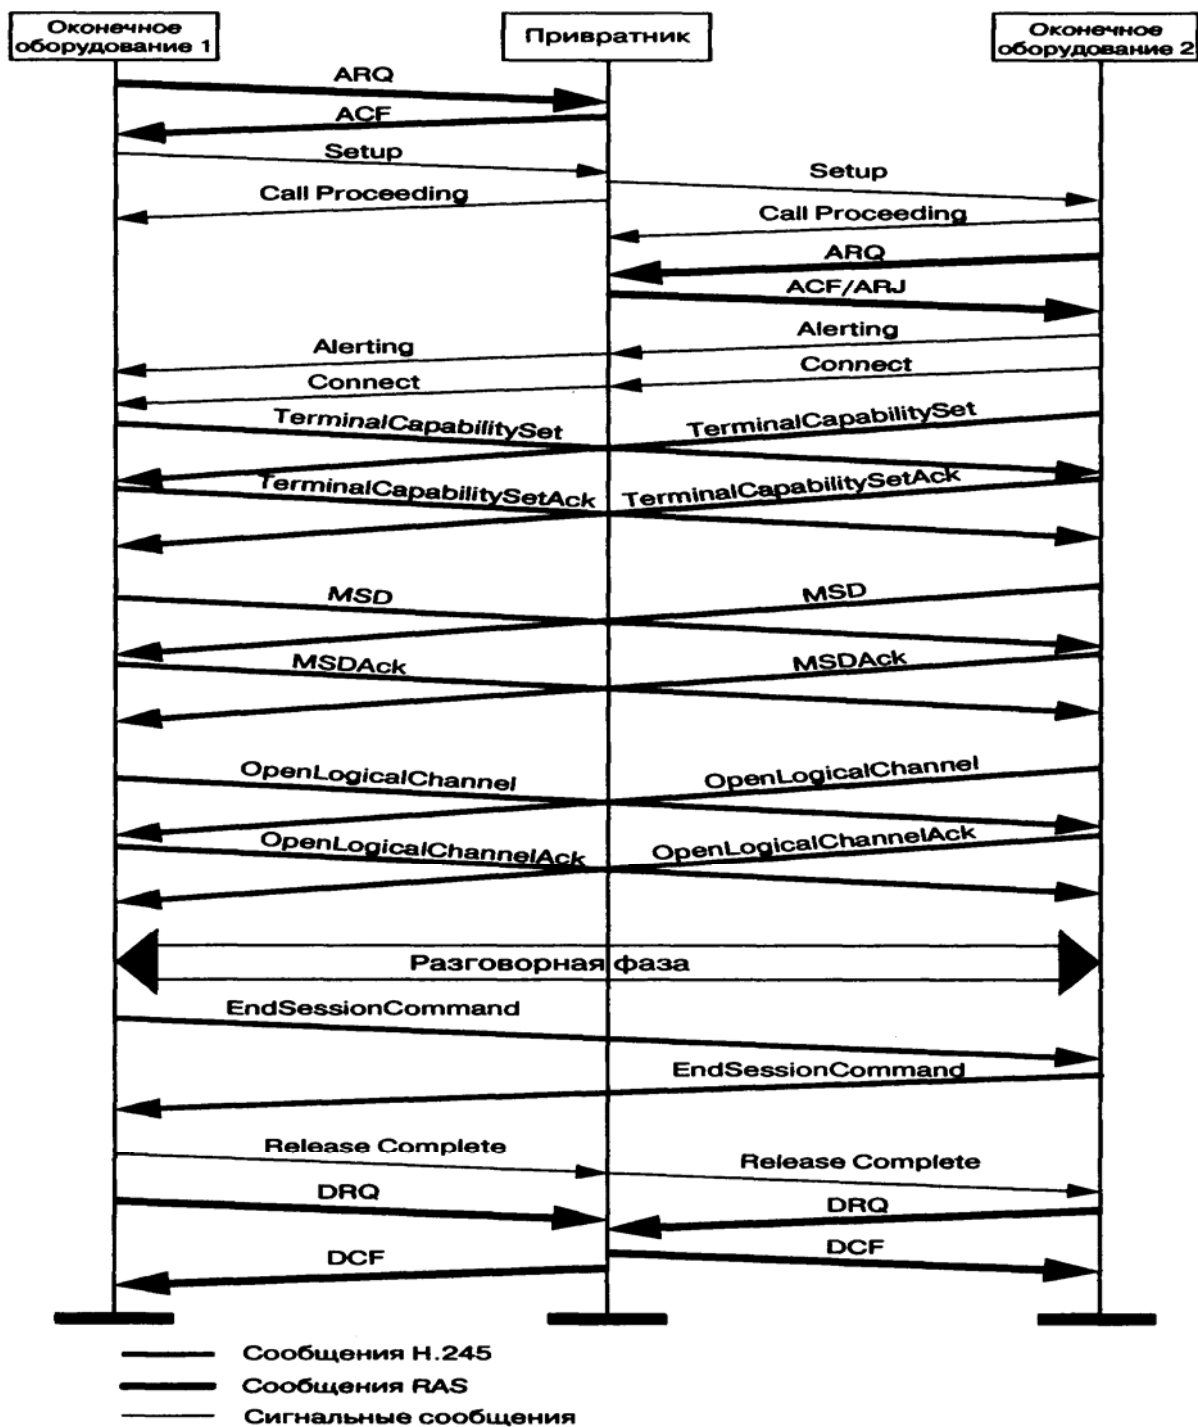 Оконечное
оборудование 1
Привратник
Оконечное
оборудование 2
ARQ
ACF
Setup
Setup
Call Proceeding
Call Proceeding
ARQ
ACF/ARJ
Alerting
Alerting
Connect
Connect
TerminalCapabilitySet
TerminalCapabilitySet
TerminalCapabilitySetAck
TerminalCapabilitySetAck
MSD
MSD
MSDAck
MSDAck
OpenLogicalChannel
OpenLogicalChannel
OpenLogicalChannelAck
OpenLogicalChannelAck
Разговорная фаза
EndSessionCommand
EndSessionCommand
Release Complete
Release Complete
DRQ
DRQ
DCF
DCF
Сообщения H.245
Сообщения RAS
Сигнальные сообщения